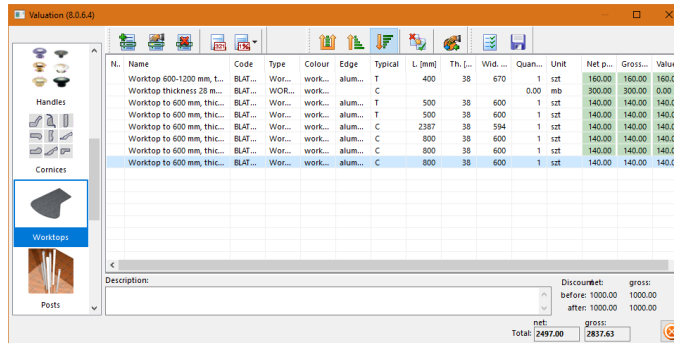 Valuation (8.0.6.4)
N.. Name Code Type Colour Edge Typical L. [mm] Th. [... Wid. ... Quan... Unit Net p... Gross... Value
Worktop 600-1200 mm, t... BLAT... Wor... work... alum... T 400 38 670 1 szt 160.00 160.00 160.0
Worktop thickness 28 m... BLAT... WOR... work... C 0.00 mb 300.00 300.00 0.00
Handles
Worktop to 600 mm, thic... BLAT... Wor... work... alum... T 500 38 600 1 szt 140.00 140.00 140.0
Worktop to 600 mm, thic... BLAT... Wor... work... alum... T 500 38 600 1 szt 140.00 140.00 140.0
Worktop to 600 mm, thic... BLAT... Wor... work... alum... C 2387 38 594 1 szt 140.00 140.00 140.0
Worktop to 600 mm, thic... BLAT... Wor... work... alum... C 800 38 600 1 szt 140.00 140.00 140.0
Worktop to 600 mm, thic... BLAT... Wor... work... alum... C 800 38 600 1 szt 140.00 140.00 140.0
Worktop to 600 mm, thic... BLAT... Wor... work... alum... C 800 38 600 1 szt 140.00 140.00 140.0
Cornices
Worktops
Posts
Description:
gross:
before: 1000.00 1000.00
after: 1000.00 1000.00
net: gross:
Total: 2497.00 2837.63